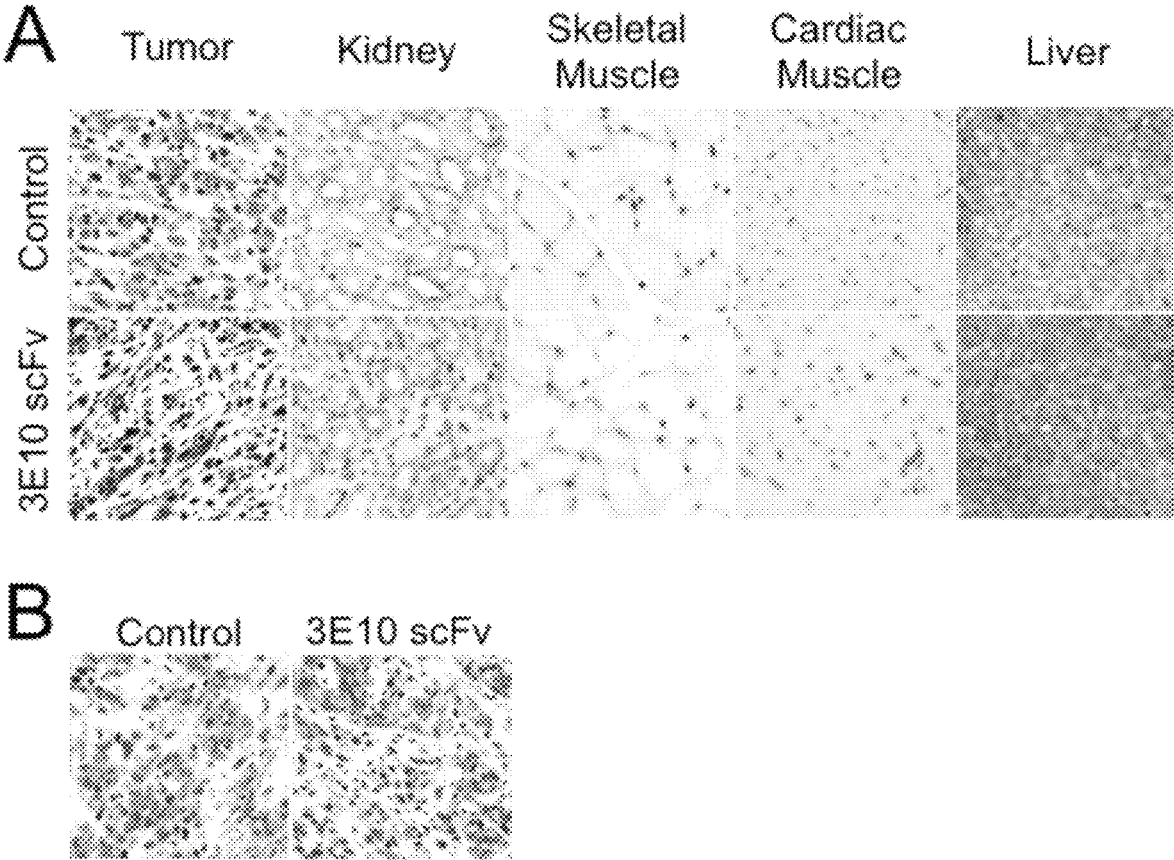 A
Tumor
Kidney
Skeletal
Muscle
Cardiac
Muscle
Liver
Control
3E10 scFv
B
Control
3E10 scFv